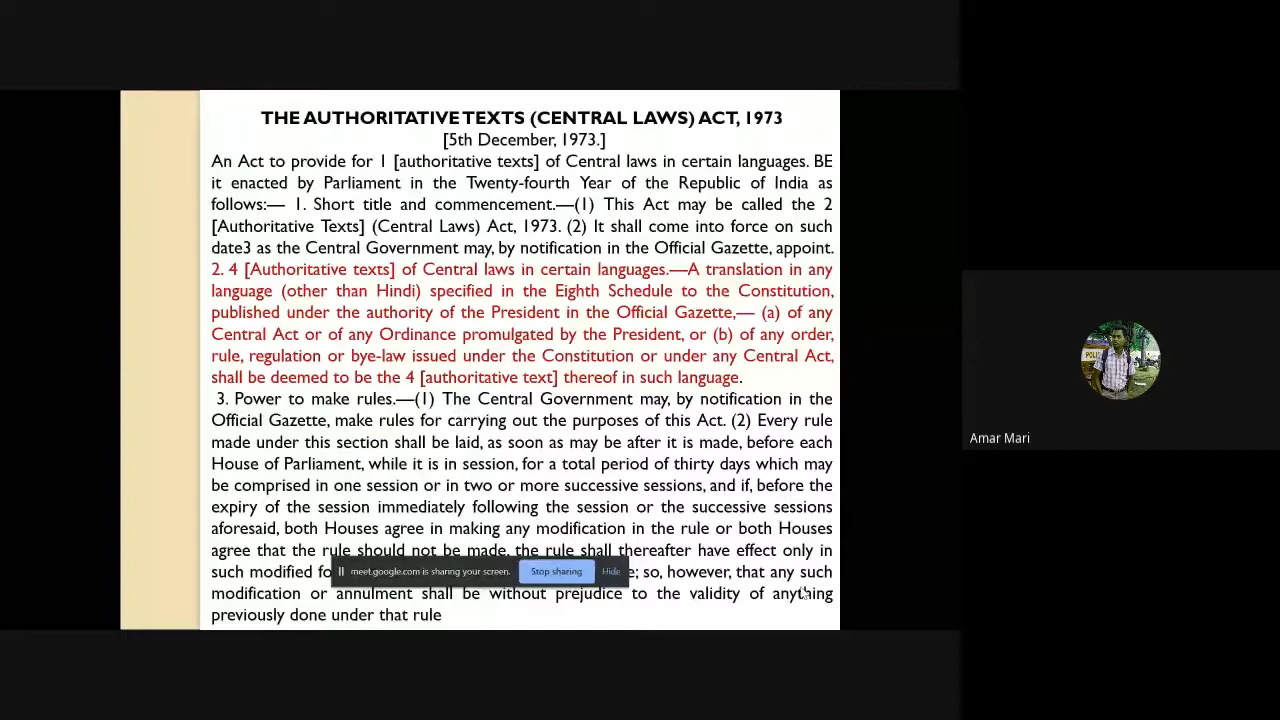 THE AUTHORITATIVE TEXTS (CENTRAL LAWS) ACT, 1973
[5th December, 1973.]
An Act to provide for 1 [authoritative texts] of Central laws in certain languages. BE
it enacted by Parliament in the Twenty-fourth Year of the Republic of India as
follows:— 1. Short title and commencement.—(1) This Act may be called the 2
[Authoritative Texts] (Central Laws) Act, 1973. (2) It shall come into force on such
date3 as the Central Government may, by notification in the Official Gazette, appoint.
2. 4 [Authoritative texts] of Central laws in certain languages.—A translation in any
language (other than Hindi) specified in the Eighth Schedule to the Constitution,
published under the authority of the President in the Official Gazette,— (a) of any
Central Act or of any Ordinance promulgated by the President, or (b) of any order,
rule, regulation or bye-law issued under the Constitution or under any Central Act,
shall be deemed to be the 4 [authoritative text] thereof in such language.
3. Power to make rules.—(1) The Central Government may, by notification in the
Official Gazette, make rules for carrying out the purposes of this Act. (2) Every rule
made under this section shall be laid, as soon as may be after it is made, before each
House of Parliament, while it is in session, for a total period of thirty days which may
be comprised in one session or in two or more successive sessions, and if, before the
expiry of the session immediately following the session or the successive sessions
aforesaid, both Houses agree in making any modification in the rule or both Houses
agree that the rule should not be made, the rule shall thereafter have effect only in
such modified e; so, however, that any such
modification or annulment shall be without prejudice to the validity of anything
previously done under that rule
meet.google.com is sharing your screen.
Stop sharing
Hide
Amar Mari
POLIC